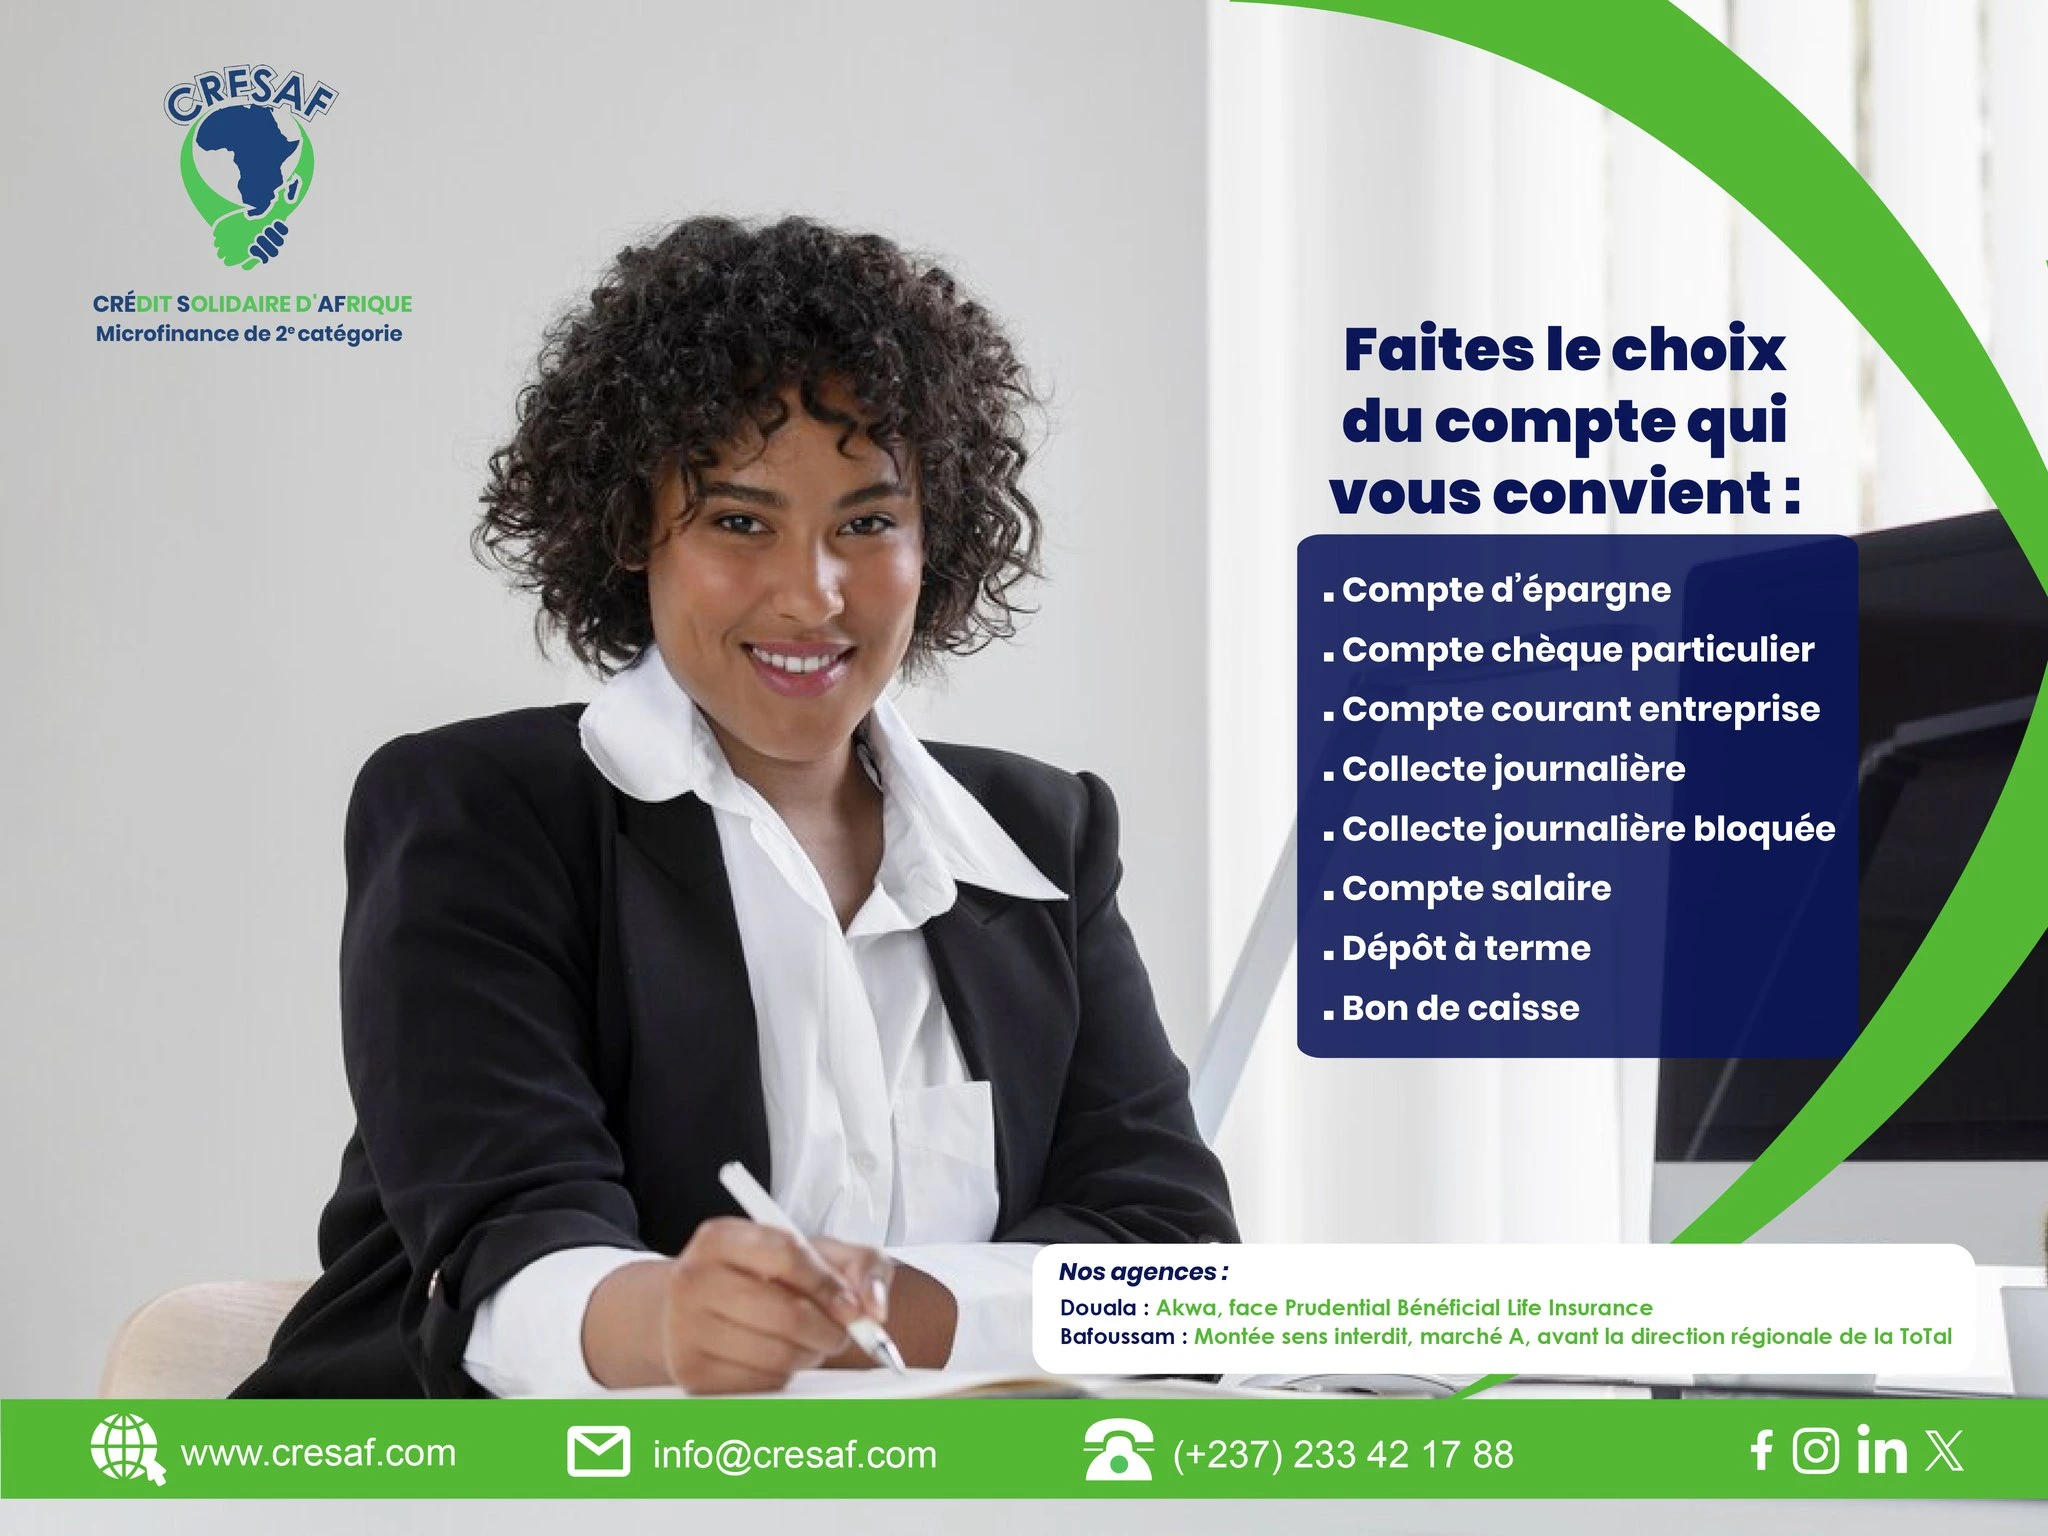 CRESAF
CRÉDIT SOLIDAIRE D'AFRIQUE
Microfinance de 2e catégorie
Faites le choix
du compte qui
vous convient :
▪ Compte d’épargne
▪ Compte chèque particulier
▪ Compte courant entreprise
▪ Collecte journalière
▪ Collecte journalière bloquée
▪ Compte salaire
▪ Dépôt à terme
▪ Bon de caisse
Nos agences :
Douala : Akwa, face Prudential Bénéficial Life Insurance
Bafoussam : Montée sens interdit, marché A, avant la direction régionale de la ToTal
www.cresaf.com
info@cresaf.com
(+237) 233 42 17 88